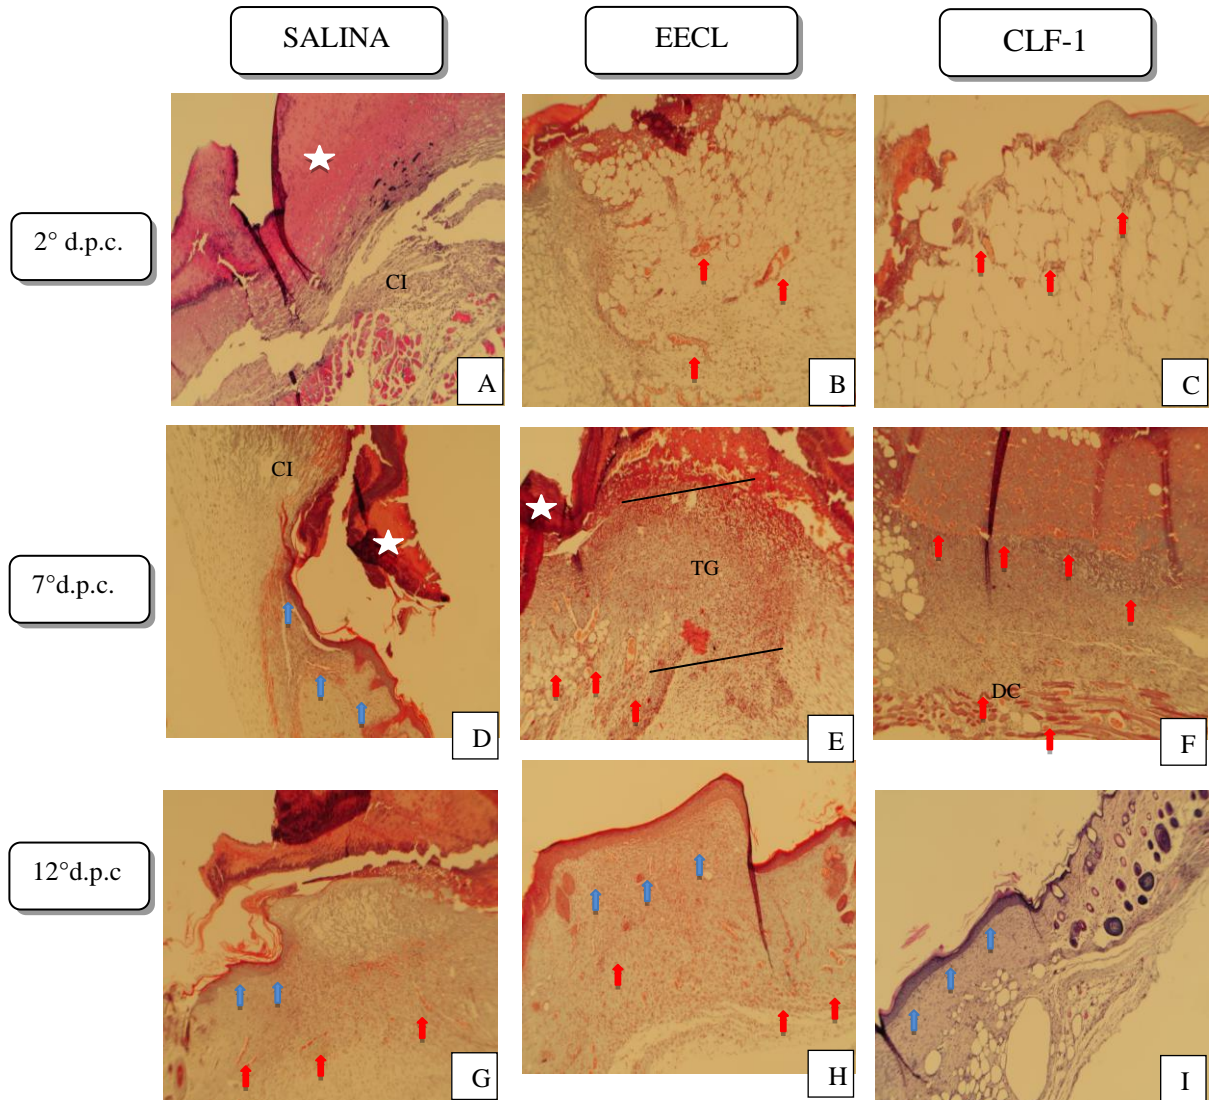 SALINA
EECL
CLF-1
2° d.p.c.
CI
A
B
C
7°d.p.c.
CI
D
TG
E
DC
F
12°d.p.c
G
H
I